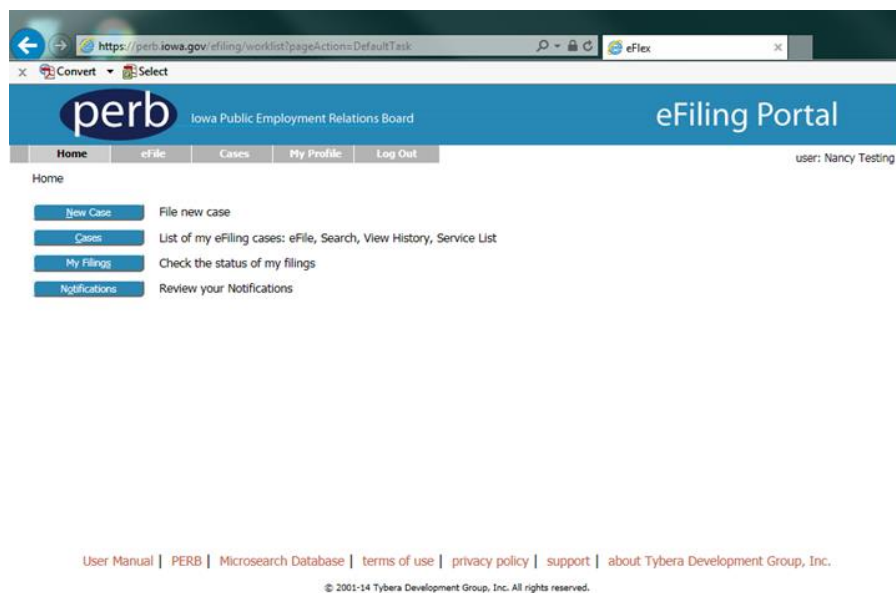 https://perb.iowa.gov/efiling/worklist?pageAction=DefaultTask
eFlex
x Convert Select
perb Iowa Public Employment Relations Board eFiling Portal
Home eFile Cases My Profile Log Out
user: Nancy Testing
Home
New Case File new case
Cases List of my eFiling cases: eFile, Search, View History, Service List
My Filings Check the status of my filings
Notifications Review your Notifications
User Manual | PERB | Microsearch Database | terms of use | privacy policy | support | about Tybera Development Group, Inc.
© 2001-14 Tybera Development Group, Inc. All rights reserved.